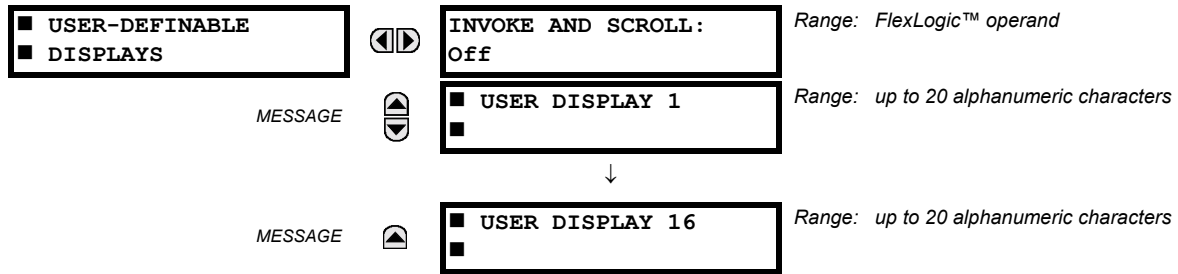 ■ USER-DEFINABLE
■ DISPLAYS
INVOKE AND SCROLL:
Off
Range: FlexLogic™ operand
MESSAGE
■ USER DISPLAY 1
■
Range: up to 20 alphanumeric characters
↓
MESSAGE
■ USER DISPLAY 16
■
Range: up to 20 alphanumeric characters